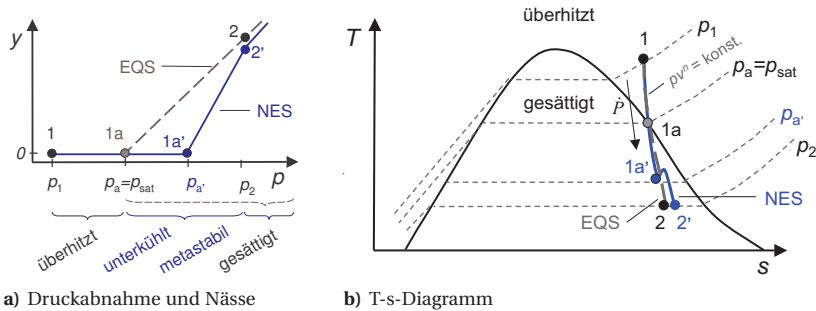 y
EQS
2
2'
NES
1
1a
1a'
0
p1
pa=psat
pa'
p2
p
überhitzt
unterkühlt
metastabil
gesättigt
a) Druckabnahme und Nässe
überhitzt
T
1
p1
pvⁿ = konst.
pa=psat
gesättigt
Ṗ
1a
pa'
1a'
p2
NES
EQS
2
2'
s
b) T-s-Diagramm